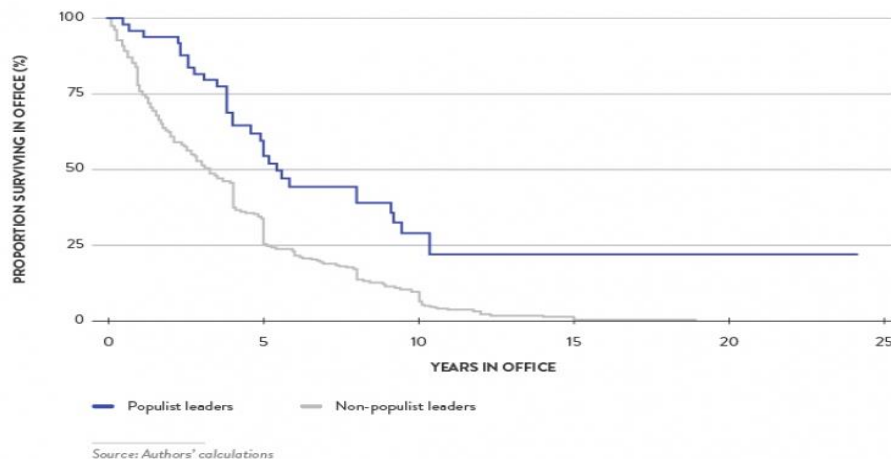 PROPORTION SURVIVING IN OFFICE (%)
100
75
50
25
0
0 5 10 15 20 25
YEARS IN OFFICE
Populist leaders Non-populist leaders
Source: Authors' calculations